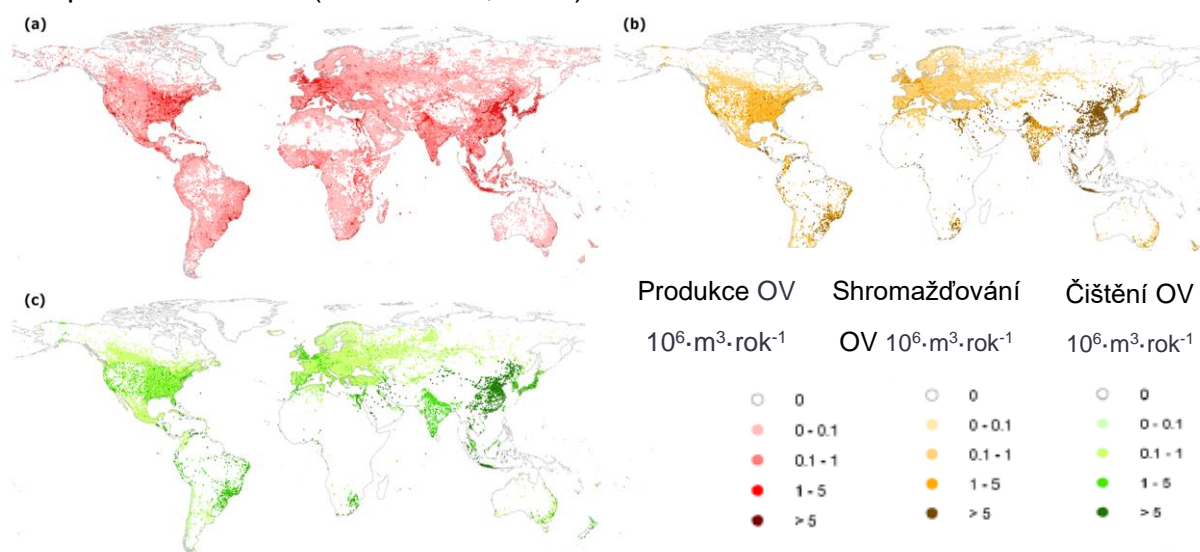 (a)
(b)
(c)
Produkce OV
10⁶·m³·rok⁻¹
Shromažďování
OV 10⁶·m³·rok⁻¹
Čištění OV
10⁶·m³·rok⁻¹
0
0 - 0.1
0.1 - 1
1 - 5
> 5
0
0 - 0.1
0.1 - 1
1 - 5
> 5
0
0 - 0.1
0.1 - 1
1 - 5
> 5